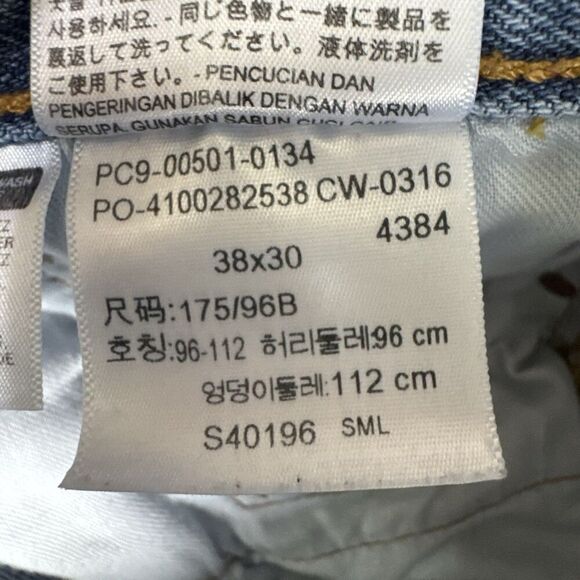 사용하세요.-同じ色物と一緒に製品を
裏返して洗ってください。液体洗剤を
ご使用下さい。- PENCUCIAN DAN
PENGERINGAN DIBALIK DENGAN WARNA
SERUPA. GUNAKAN SABUN
PC9-00501-0134
PO-4100282538 CW-0316
4384
38x30
尺码:175/96B
호칭:96-112 허리둘레:96 cm
엉덩이둘레:112 cm
S40196 SML